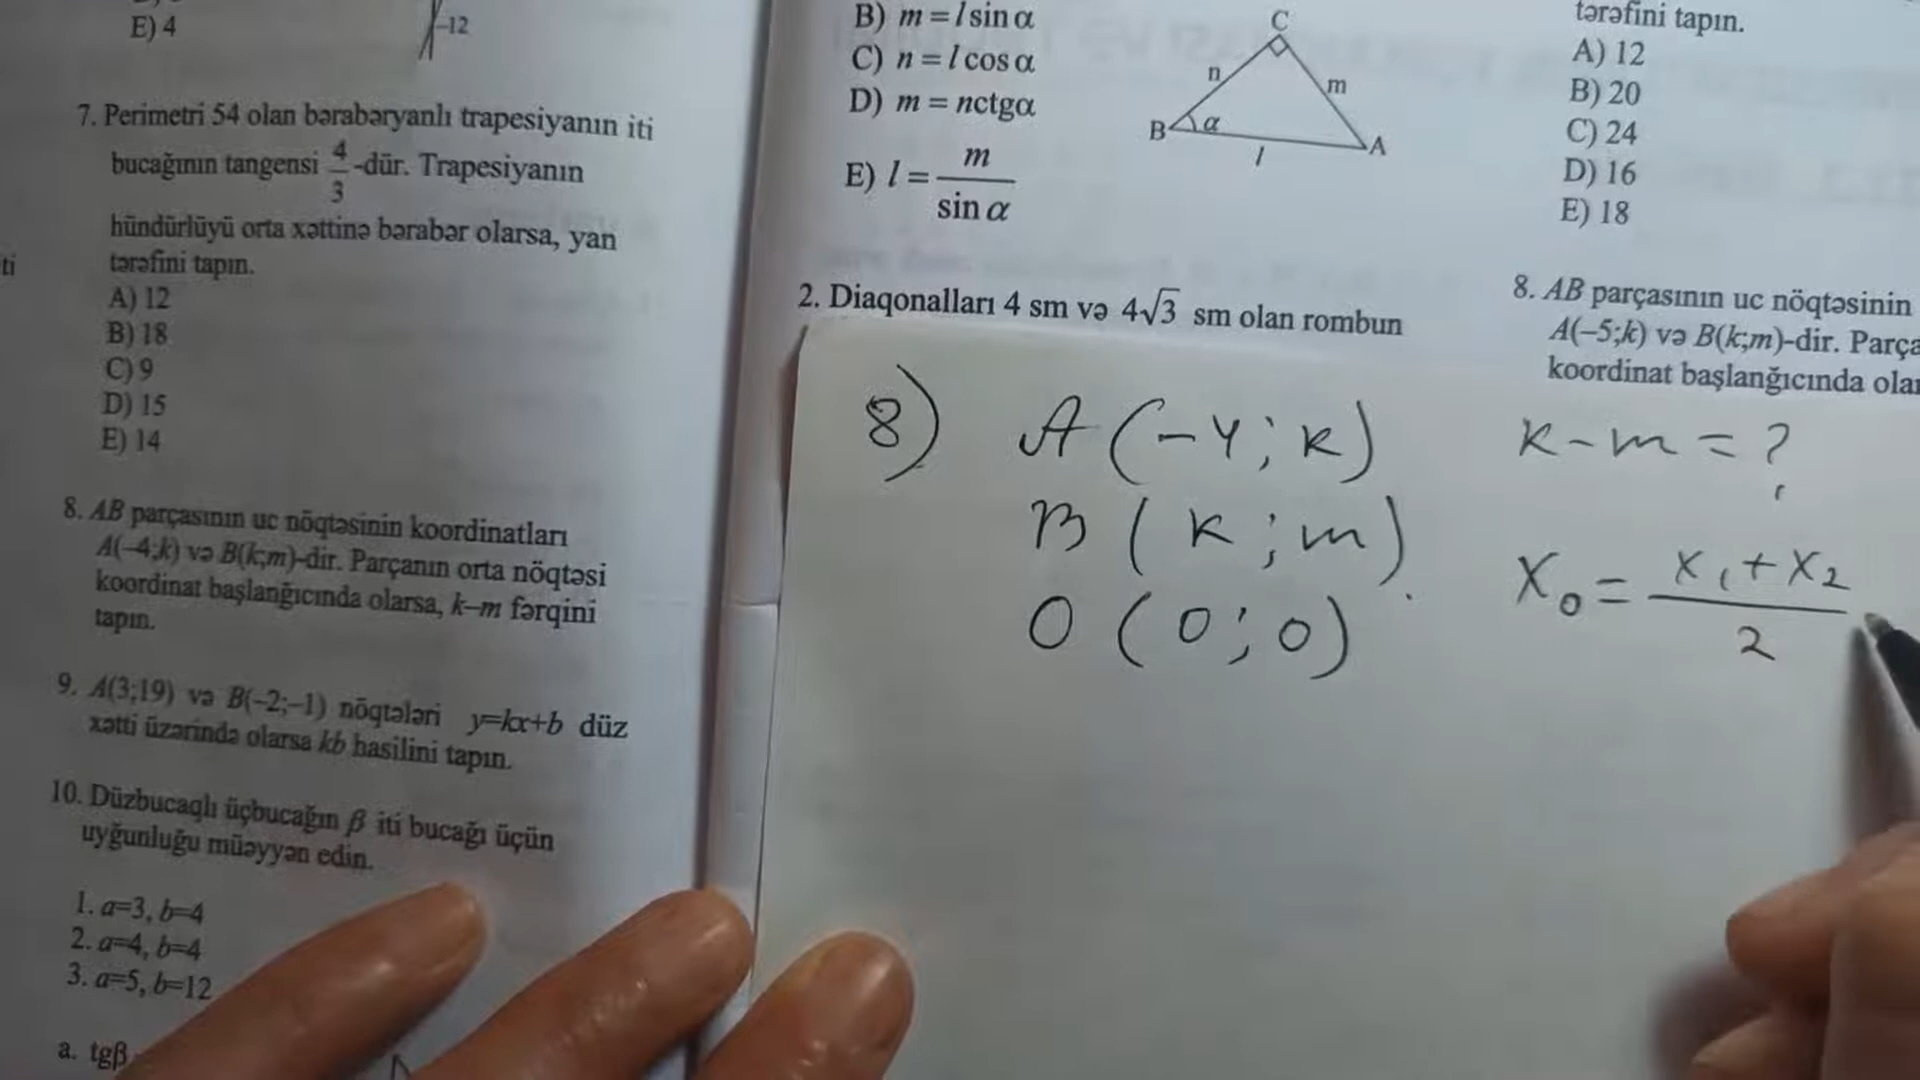 E) 4
-12
7. Perimetri 54 olan bərabəryanlı trapesiyanın iti
bucağının tangensi 4/3-dür. Trapesiyanın
hündürlüyü orta xəttinə bərabər olarsa, yan
tərəfini tapın.
A) 12
B) 18
C) 9
D) 15
E) 14
8. AB parçasının uc nöqtəsinin koordinatları
A(–4;k) və B(k;m)-dir. Parçanın orta nöqtəsi
koordinat başlanğıcında olarsa, k–m fərqini
tapın.
9. A(3;19) və B(–2;–1) nöqtələri y=kx+b düz
xətti üzərində olarsa kb hasilini tapın.
10. Düzbucaqlı üçbucağın β iti bucağı üçün
uyğunluğu müəyyən edin.
1. a=3, b=4
2. a=4, b=4
3. a=5, b=12
a. tgβ
ti
B) m = l sin α
C) n = l cos α
D) m = nctgα
E) l = m / sin α
C
n
m
B
α
A
l
2. Diaqonalları 4 sm və 4√3 sm olan rombun
tərəfini tapın.
A) 12
B) 20
C) 24
D) 16
E) 18
8. AB parçasının uc nöqtəsinin
A(–5;k) və B(k;m)-dir. Parça
koordinat başlanğıcında olar
8) A (-4; k) k - m = ?
B (k; m)
O (0; 0)
x₀ = x₁ + x₂ / 2